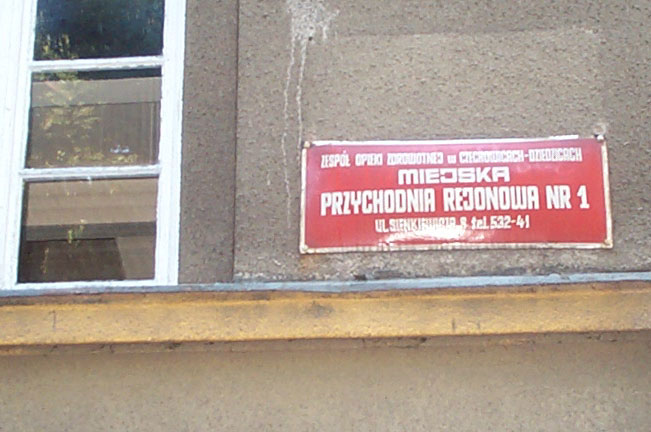 ZESPÓŁ OPIEKI ZDROWOTNEJ w CZECHOWICACH-DZIEDZICACH
MIEJSKA
PRZYCHODNIA REJONOWA NR 1
UL. SIENKIEWICZA 8 tel. 532-41